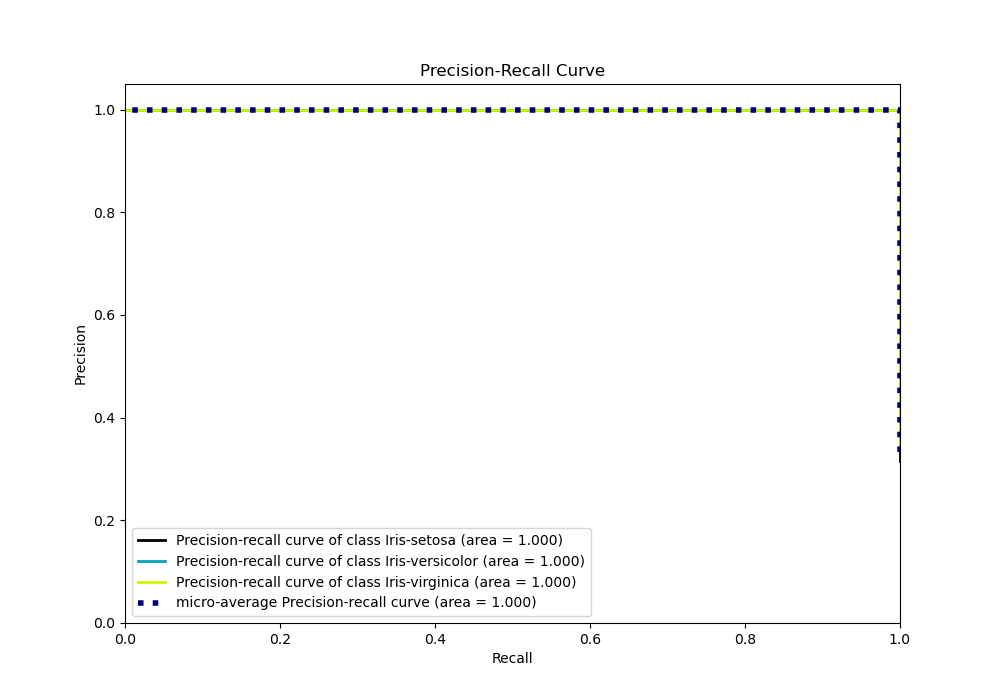 Precision-Recall Curve
1.0
0.8
0.6
0.4
0.2
0.0
Precision
Precision-recall curve of class Iris-setosa (area = 1.000)
Precision-recall curve of class Iris-versicolor (area = 1.000)
Precision-recall curve of class Iris-virginica (area = 1.000)
micro-average Precision-recall curve (area = 1.000)
0.0 0.2 0.4 0.6 0.8 1.0
Recall